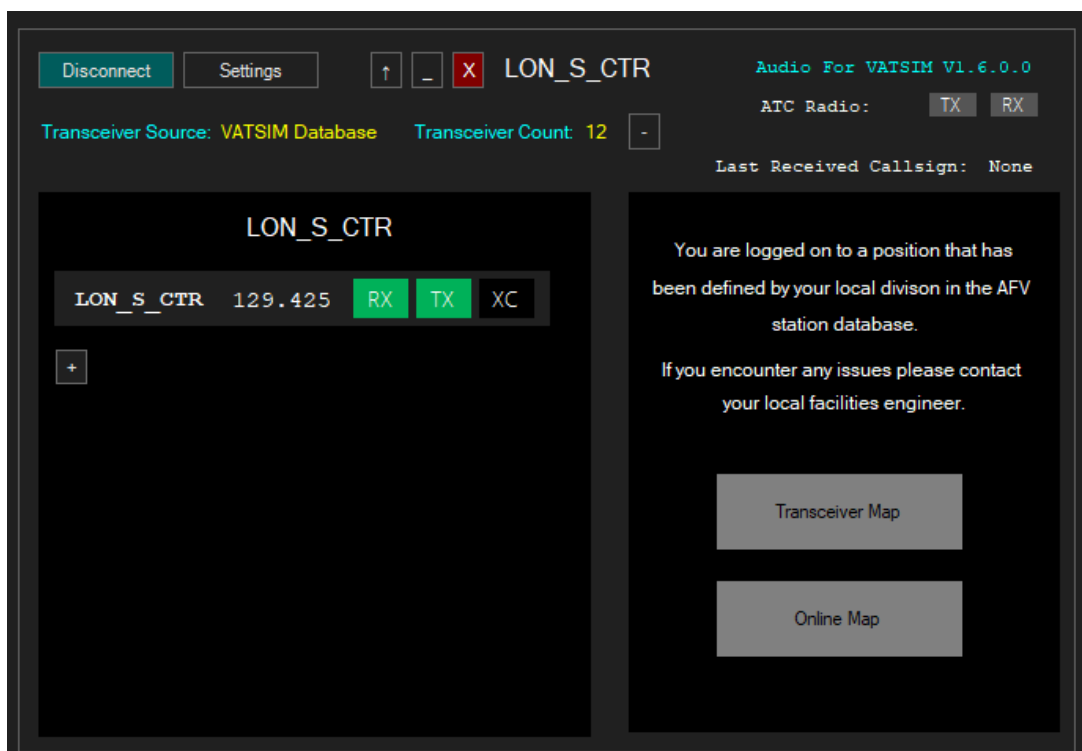 Disconnect Settings ↑ _ X LON_S_CTR
Audio For VATSIM V1.6.0.0
ATC Radio: TX RX
Transceiver Source: VATSIM Database Transceiver Count: 12 -
Last Received Callsign: None
LON_S_CTR
LON_S_CTR 129.425 RX TX XC
+
You are logged on to a position that has
been defined by your local divison in the AFV
station database.
If you encounter any issues please contact
your local facilities engineer.
Transceiver Map
Online Map